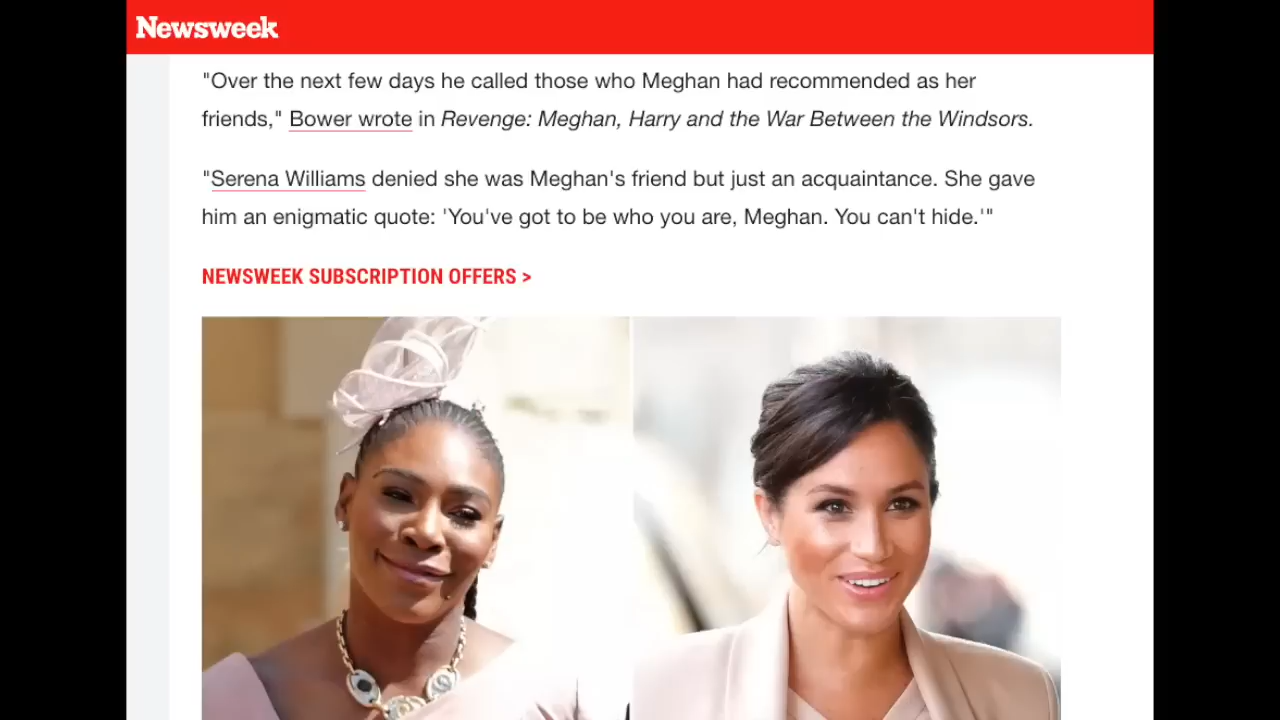 Newsweek
"Over the next few days he called those who Meghan had recommended as her
friends," Bower wrote in Revenge: Meghan, Harry and the War Between the Windsors.
"Serena Williams denied she was Meghan's friend but just an acquaintance. She gave
him an enigmatic quote: 'You've got to be who you are, Meghan. You can't hide.'"
NEWSWEEK SUBSCRIPTION OFFERS >